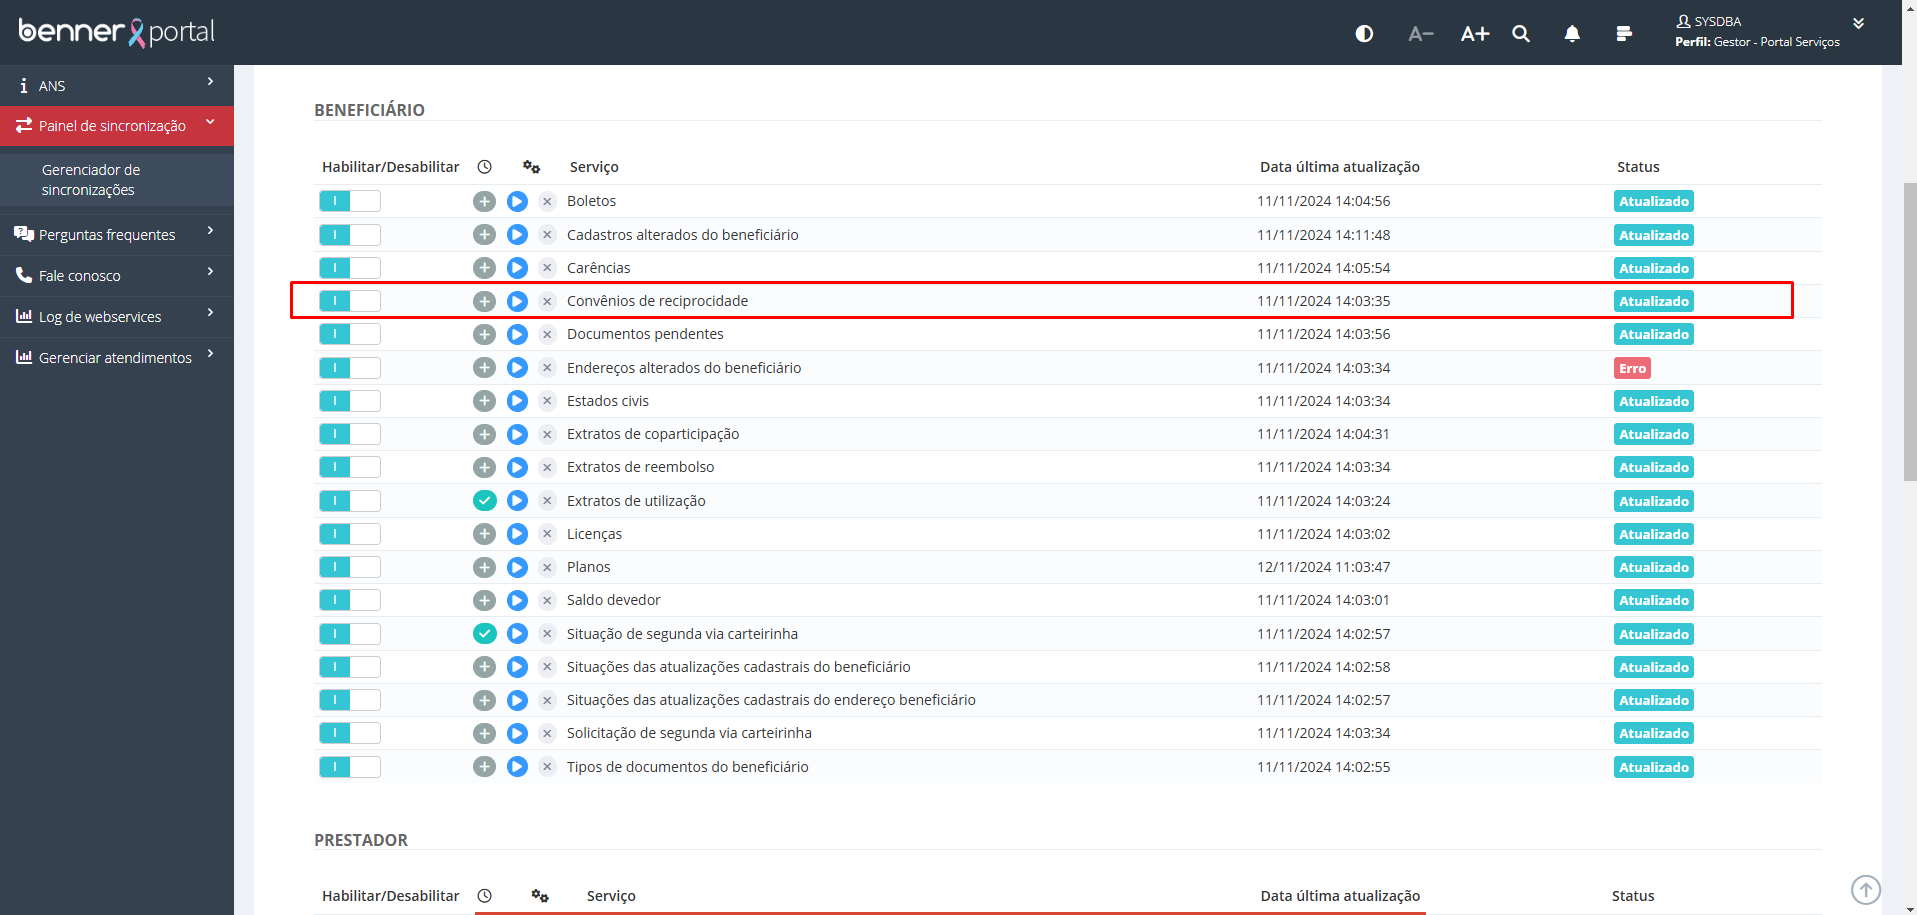 benner portal
A- A+
SYSDBA
Perfil: Gestor - Portal Serviços
ANS
Painel de sincronização
Gerenciador de
sincronizações
Perguntas frequentes
Fale conosco
Log de webservices
Gerenciar atendimentos
BENEFICIÁRIO
Habilitar/Desabilitar Serviço Data última atualização Status
I Boletos 11/11/2024 14:04:56 Atualizado
I Cadastros alterados do beneficiário 11/11/2024 14:11:48 Atualizado
I Carências 11/11/2024 14:05:54 Atualizado
I Convênios de reciprocidade 11/11/2024 14:03:35 Atualizado
I Documentos pendentes 11/11/2024 14:03:56 Atualizado
I Endereços alterados do beneficiário 11/11/2024 14:03:34 Erro
I Estados civis 11/11/2024 14:03:34 Atualizado
I Extratos de coparticipação 11/11/2024 14:04:31 Atualizado
I Extratos de reembolso 11/11/2024 14:03:34 Atualizado
I Extratos de utilização 11/11/2024 14:03:24 Atualizado
I Licenças 11/11/2024 14:03:02 Atualizado
I Planos 12/11/2024 11:03:47 Atualizado
I Saldo devedor 11/11/2024 14:03:01 Atualizado
I Situação de segunda via carteirinha 11/11/2024 14:02:57 Atualizado
I Situações das atualizações cadastrais do beneficiário 11/11/2024 14:02:58 Atualizado
I Situações das atualizações cadastrais do endereço beneficiário 11/11/2024 14:02:57 Atualizado
I Solicitação de segunda via carteirinha 11/11/2024 14:03:34 Atualizado
I Tipos de documentos do beneficiário 11/11/2024 14:02:55 Atualizado
PRESTADOR
Habilitar/Desabilitar Serviço Data última atualização Status